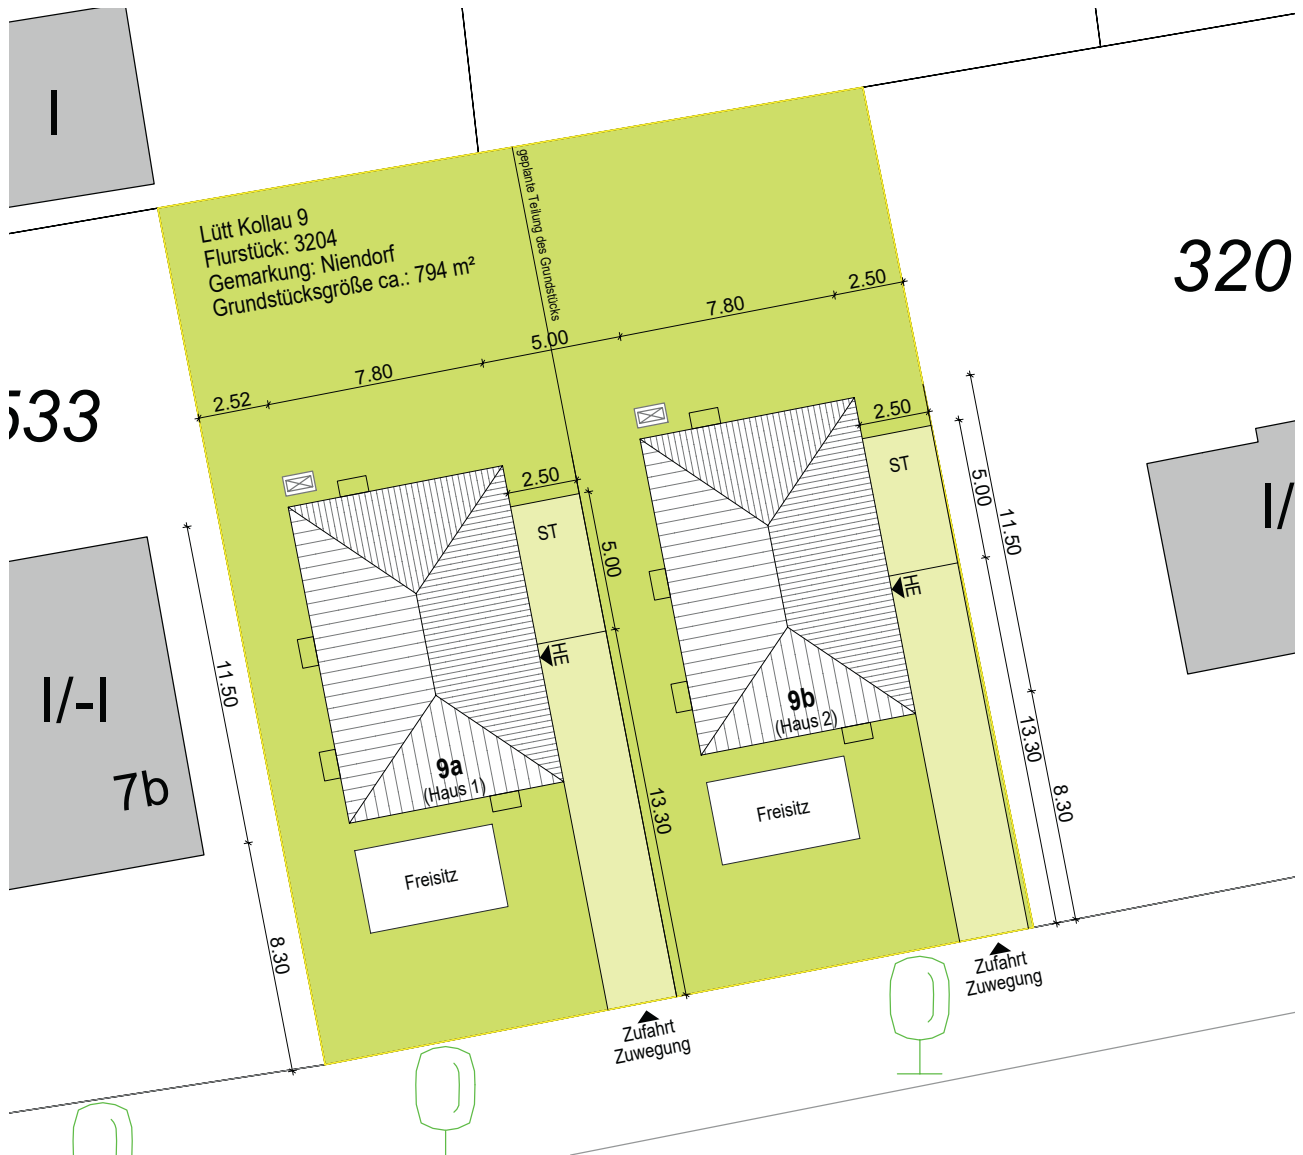 I
Lütt Kollau 9
Flurstück: 3204
Gemarkung: Niendorf
Grundstücksgröße ca.: 794 m²
geplante Teilung des Grundstücks
320
2.52
7.80
5.00
7.80
2.50
533
2.50
2.50
ST
ST
5.00
11.50
5.00
I/
HE
HE
11.50
I/-I
7b
9a
(Haus 1)
9b
(Haus 2)
13.30
13.30
8.30
8.30
Freisitz
Freisitz
Zufahrt
Zuwegung
Zufahrt
Zuwegung